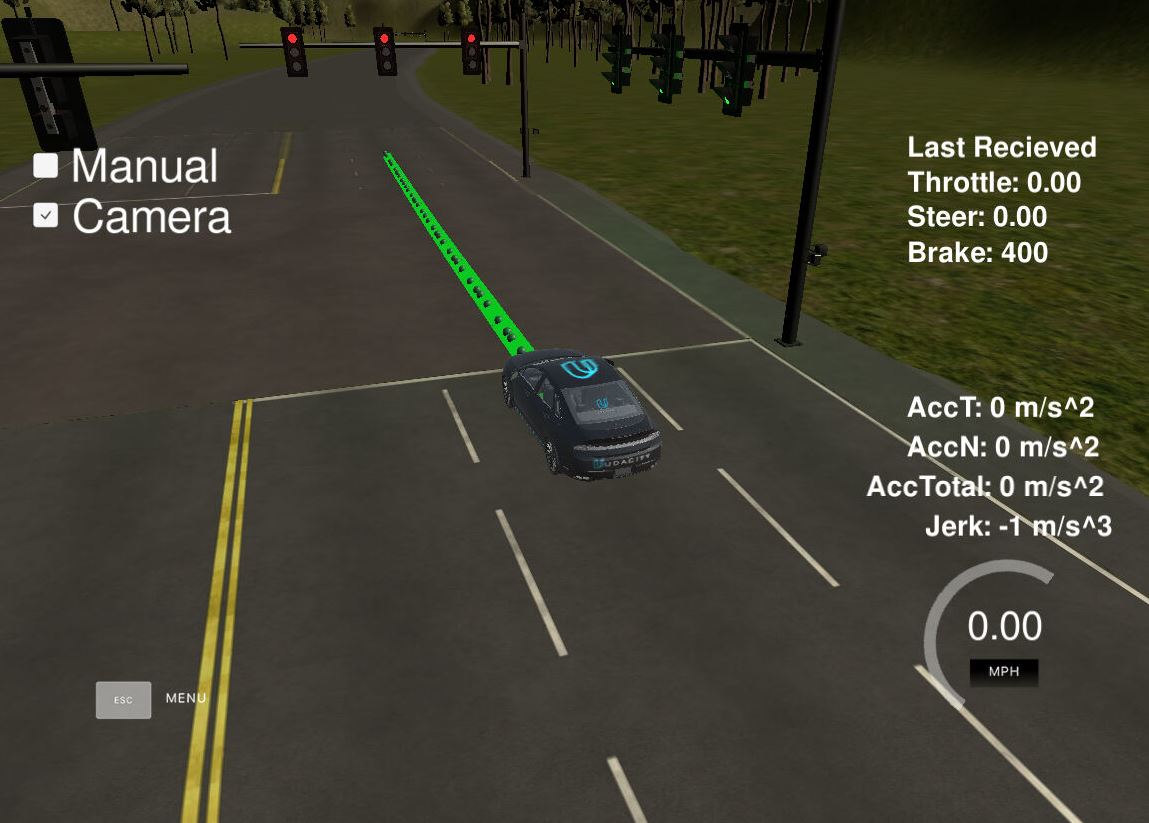 Manual
Camera
Last Recieved
Throttle: 0.00
Steer: 0.00
Brake: 400
UDACITY
AccT: 0 m/s^2
AccN: 0 m/s^2
AccTotal: 0 m/s^2
Jerk: -1 m/s^3
0.00
MPH
ESC
MENU